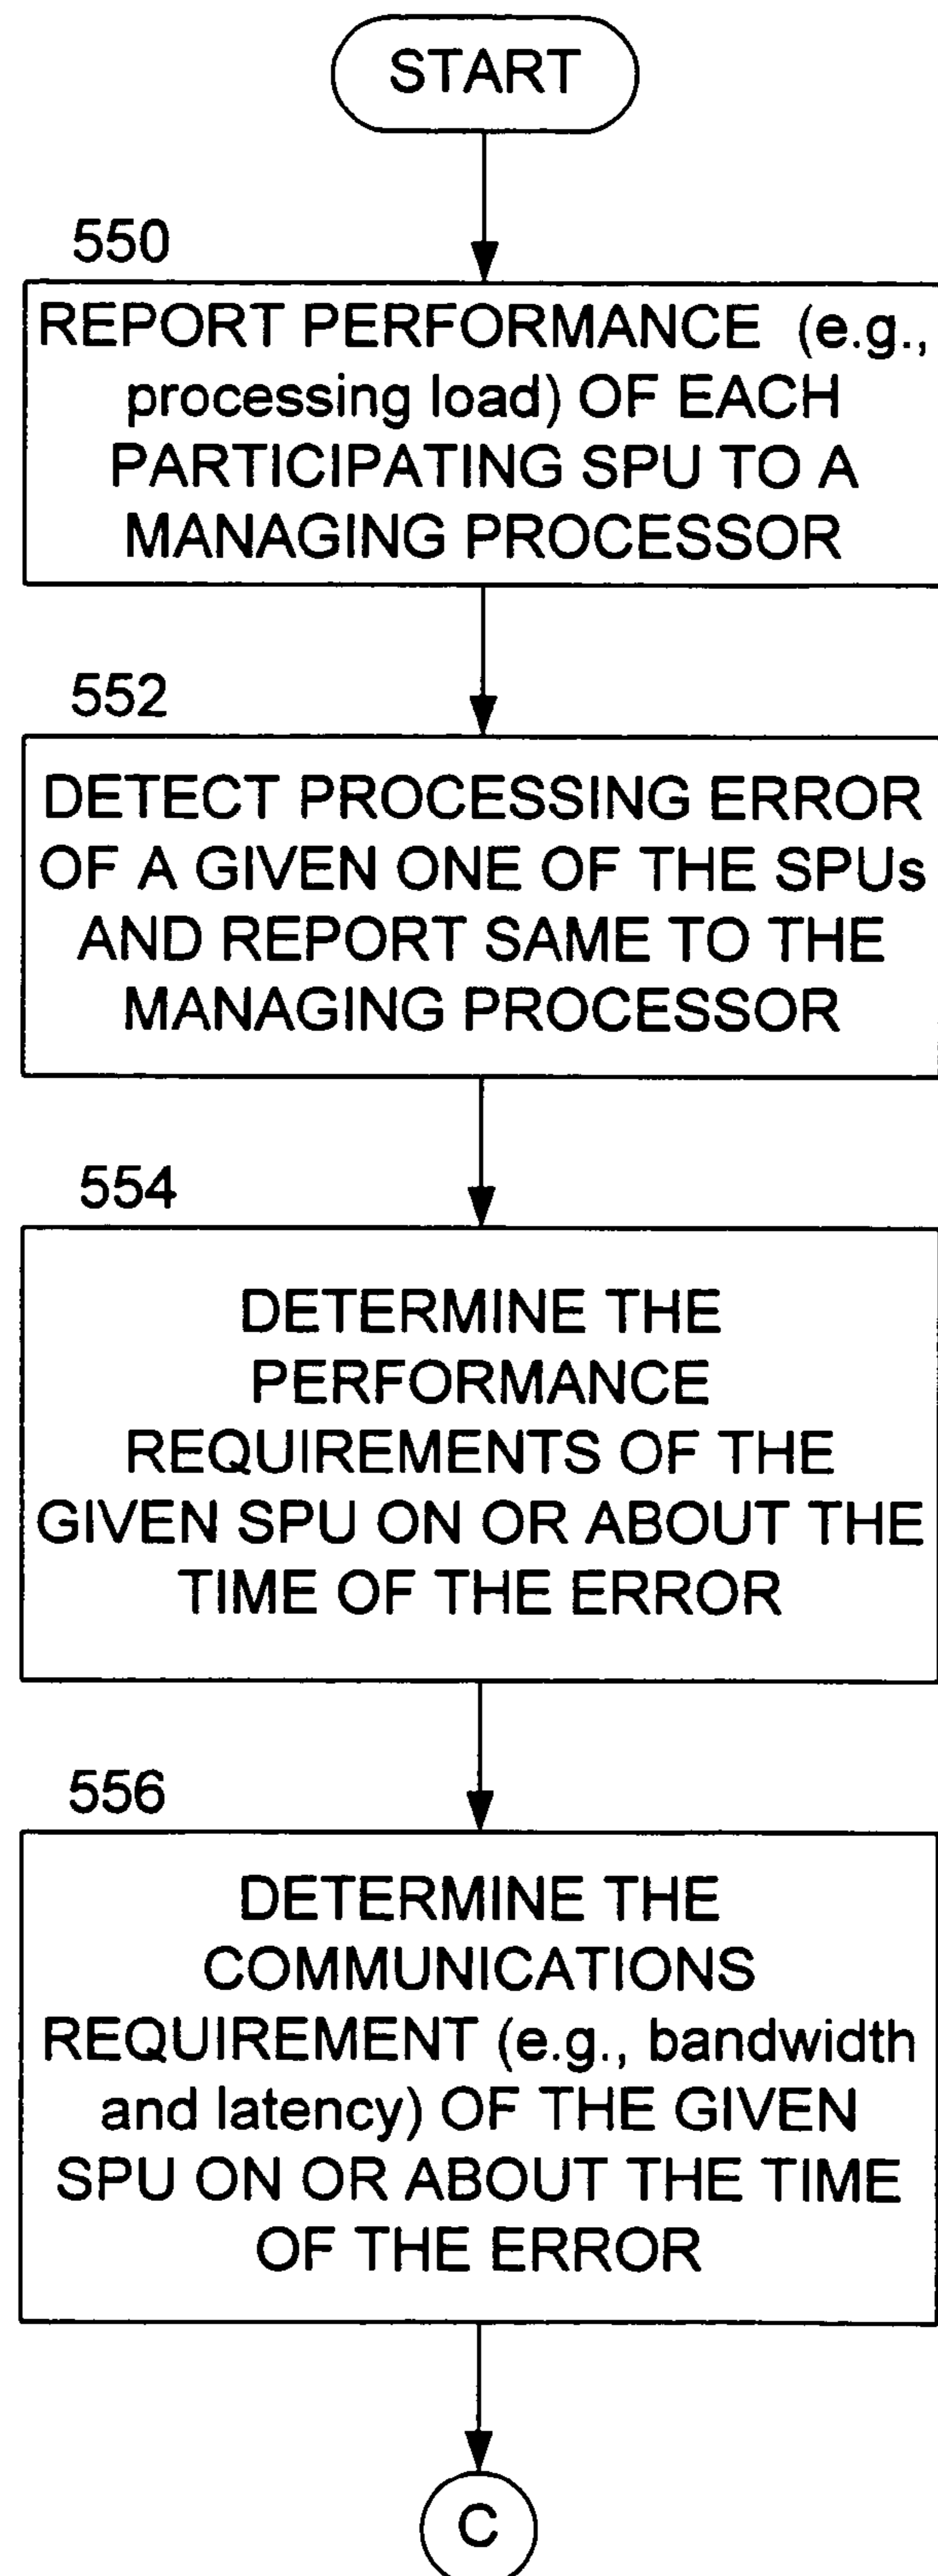 START
550
REPORT PERFORMANCE (e.g.,
processing load) OF EACH
PARTICIPATING SPU TO A
MANAGING PROCESSOR
552
DETECT PROCESSING ERROR
OF A GIVEN ONE OF THE SPUs
AND REPORT SAME TO THE
MANAGING PROCESSOR
554
DETERMINE THE
PERFORMANCE
REQUIREMENTS OF THE
GIVEN SPU ON OR ABOUT THE
TIME OF THE ERROR
556
DETERMINE THE
COMMUNICATIONS
REQUIREMENT (e.g., bandwidth
and latency) OF THE GIVEN
SPU ON OR ABOUT THE TIME
OF THE ERROR
C